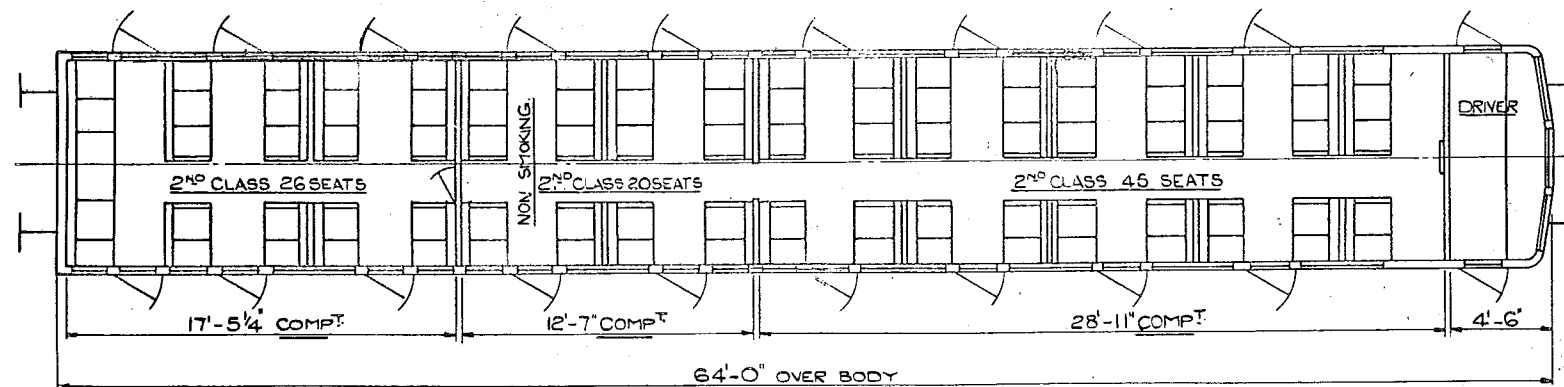 DRIVER
NON SMOKING.
2ND CLASS 26 SEATS
2ND CLASS 20 SEATS
2ND CLASS 45 SEATS
17'-5¼" COMPT.
12'-7" COMPT
28'-11" COMPT.
4'-6"
64'-0" OVER BODY